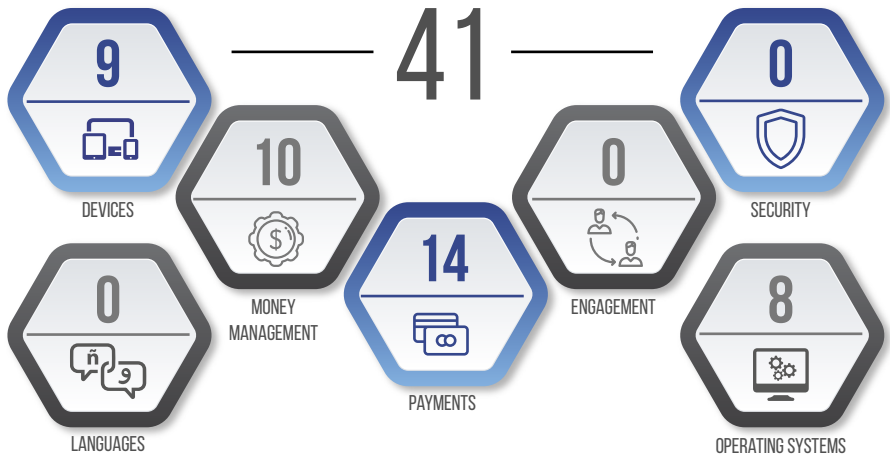 41
9
DEVICES
10
MONEY
MANAGEMENT
14
PAYMENTS
0
ENGAGEMENT
0
SECURITY
0
ñ
و
LANGUAGES
$
8
OPERATING SYSTEMS